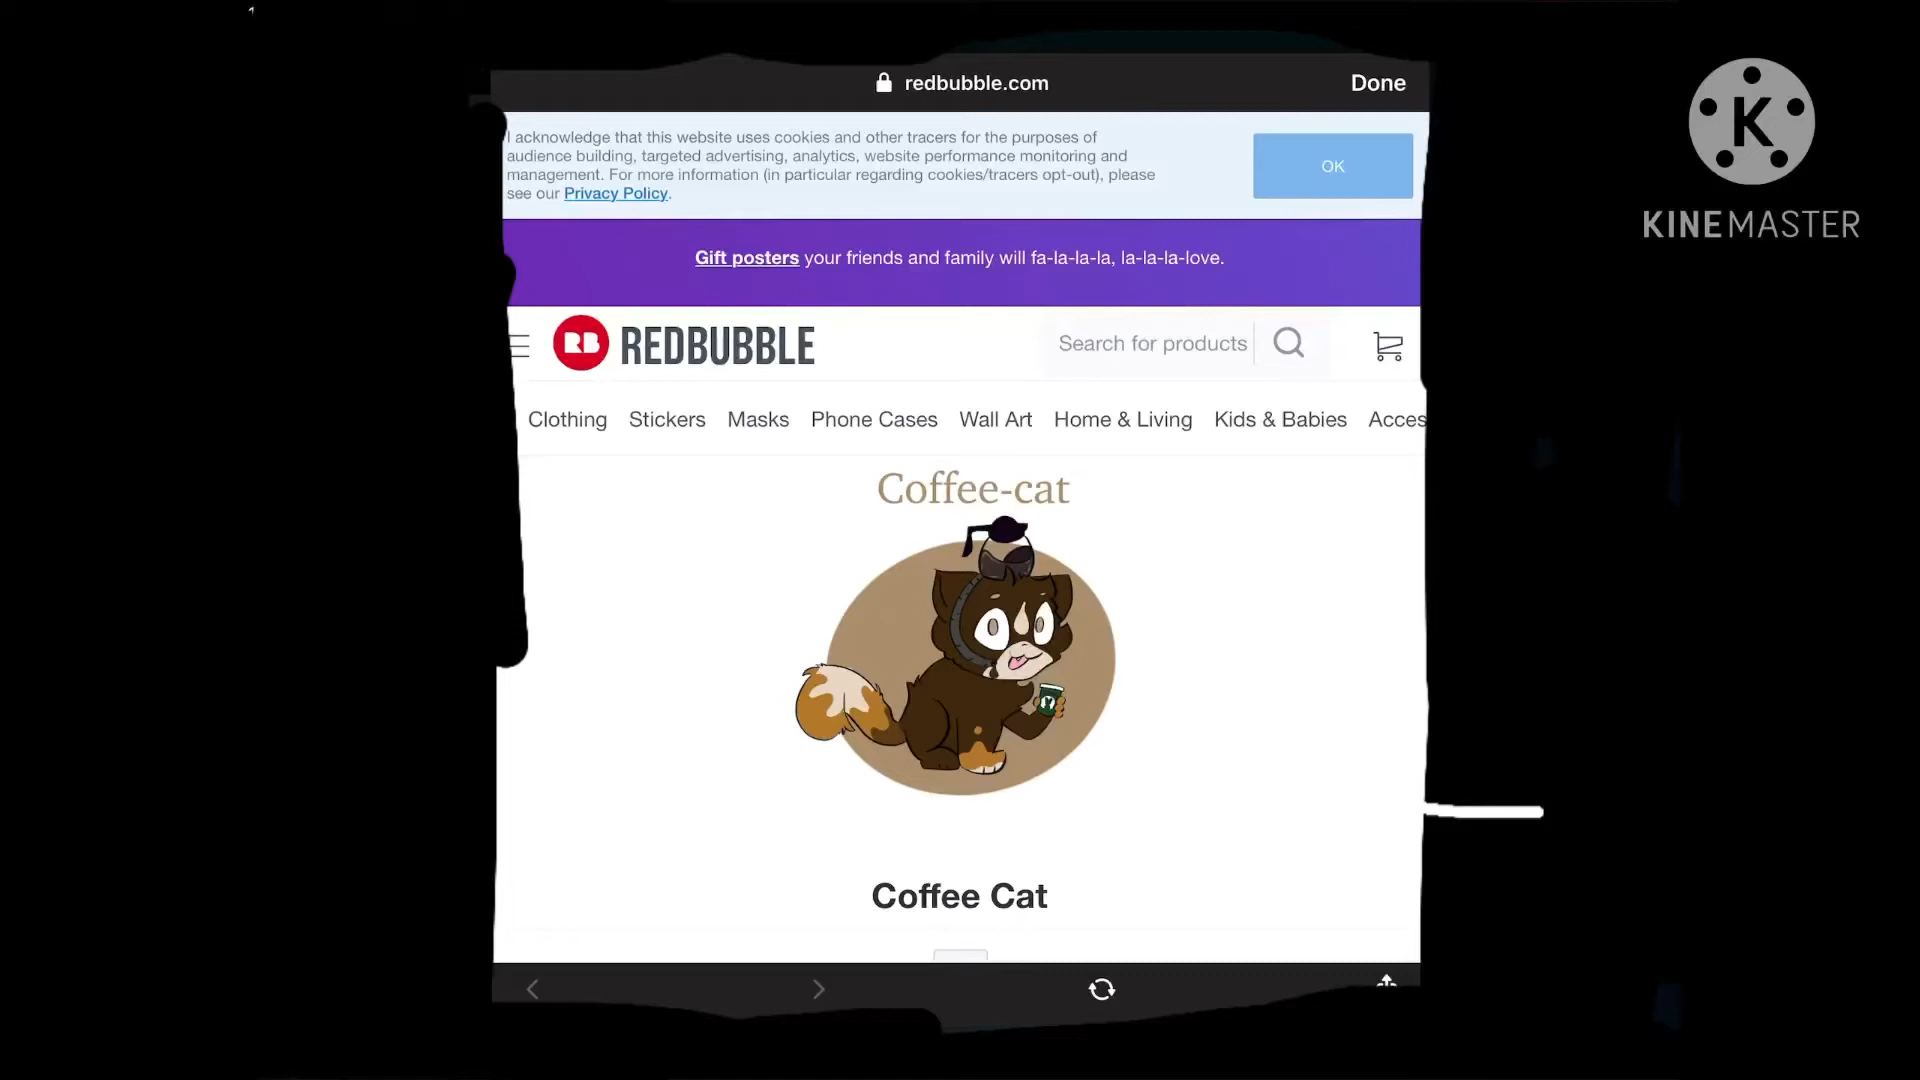 redbubble.com
Done
I acknowledge that this website uses cookies and other tracers for the purposes of
audience building, targeted advertising, analytics, website performance monitoring and
management. For more information (in particular regarding cookies/tracers opt-out), please
see our Privacy Policy.
OK
K
KINEMASTER
Gift posters your friends and family will fa-la-la-la, la-la-la-love.
RB REDBUBBLE
Search for products
Clothing Stickers Masks Phone Cases Wall Art Home & Living Kids & Babies Acces
Coffee-cat
Coffee Cat